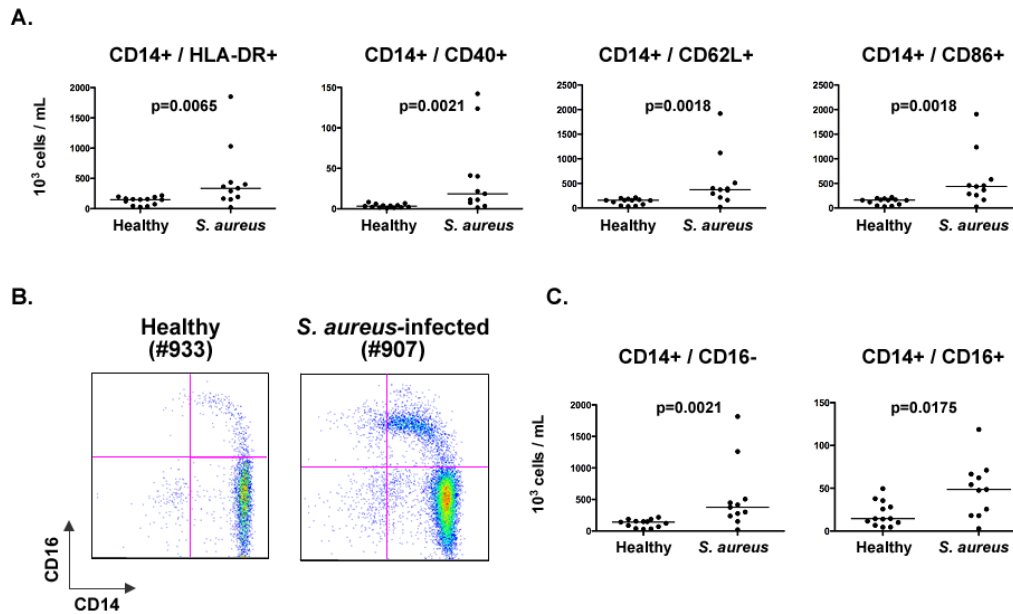 A.
CD14+ / HLA-DR+
CD14+ / CD40+
CD14+ / CD62L+
CD14+ / CD86+
10³ cells / mL
2000
1500
1000
500
0
p=0.0065
Healthy
S. aureus
150
100
50
0
p=0.0021
Healthy
S. aureus
2500
2000
1500
1000
500
0
p=0.0018
Healthy
S. aureus
2500
2000
1500
1000
500
0
p=0.0018
Healthy
S. aureus
B.
Healthy
(#933)
S. aureus-infected
(#907)
CD16
CD14
C.
CD14+ / CD16-
CD14+ / CD16+
10³ cells / mL
2000
1500
1000
500
0
p=0.0021
Healthy
S. aureus
150
100
50
0
p=0.0175
Healthy
S. aureus